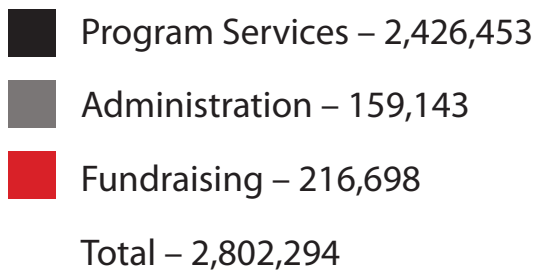 Program Services – 2,426,453
Administration – 159,143
Fundraising – 216,698
Total – 2,802,294